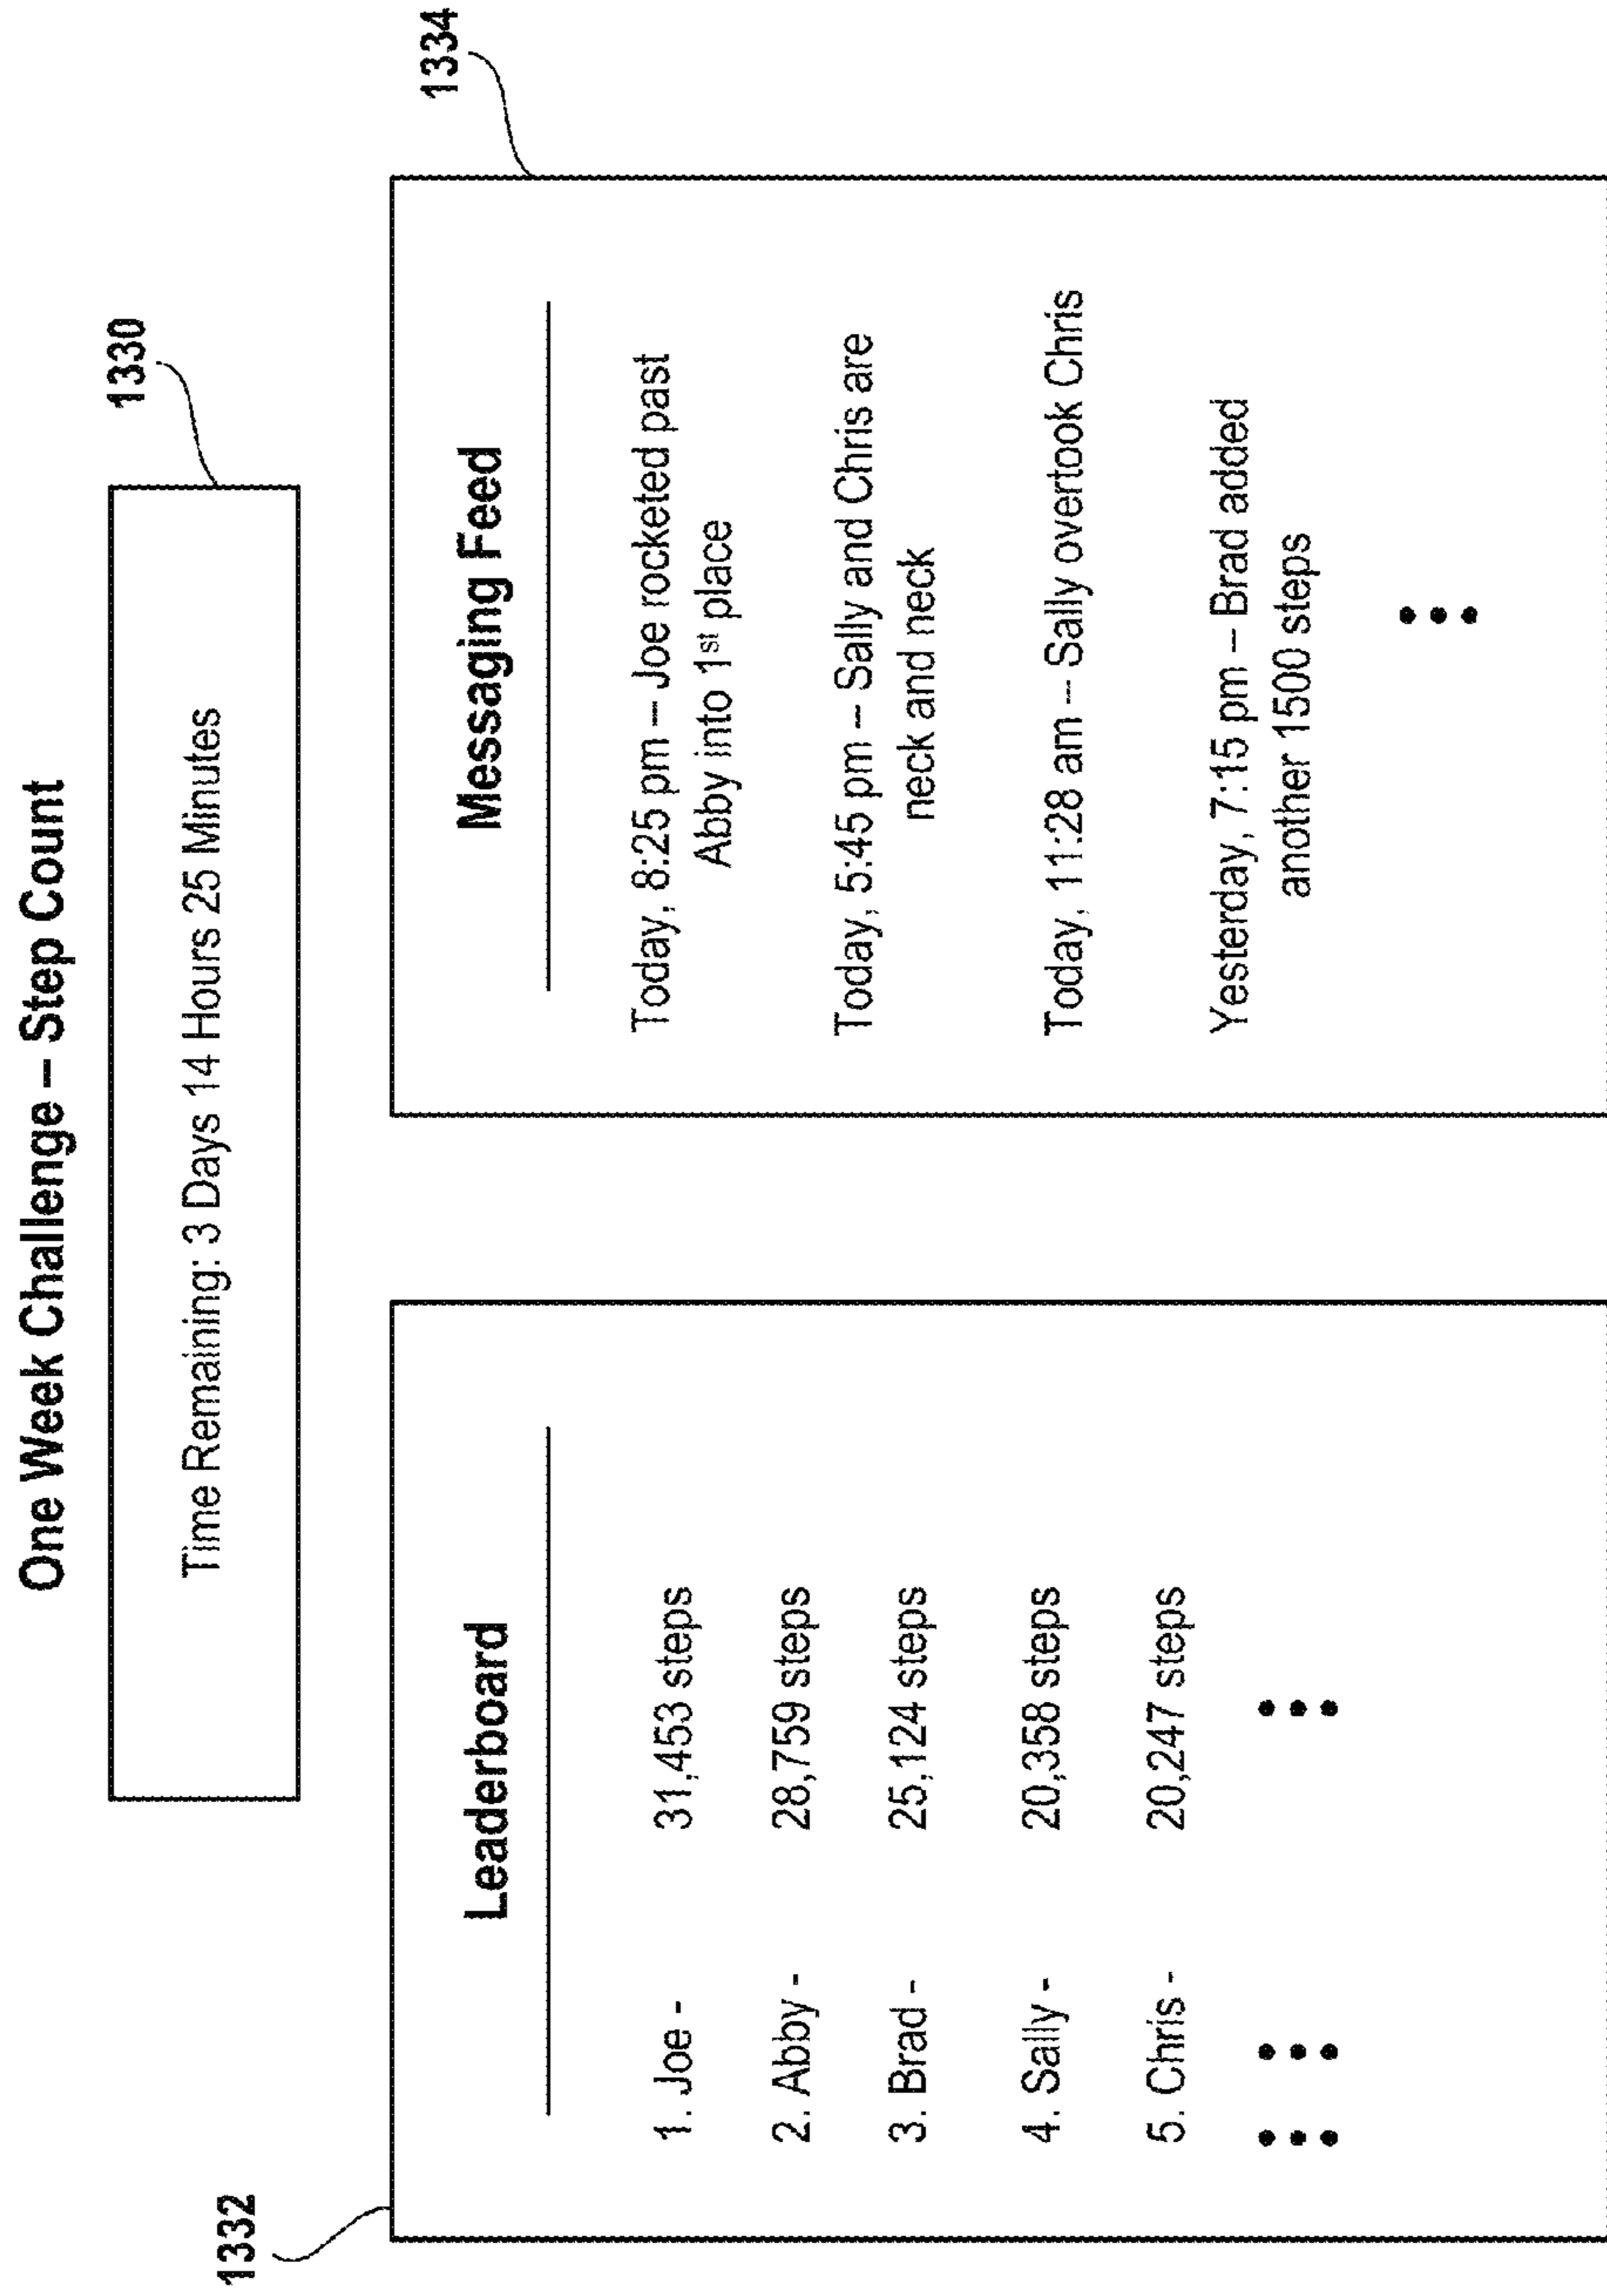 One Week Challenge – Step Count
1330
Time Remaining: 3 Days 14 Hours 25 Minutes
1332
Leaderboard
1. Joe - 31,453 steps
2. Abby - 28,759 steps
3. Brad - 25,124 steps
4. Sally - 20,358 steps
5. Chris - 20,247 steps
1334
Messaging Feed
Today, 8:25 pm – Joe rocketed past
Abby into 1st place
Today, 5:45 pm – Sally and Chris are
neck and neck
Today, 11:28 am – Sally overtook Chris
Yesterday, 7:15 pm – Brad added
another 1500 steps